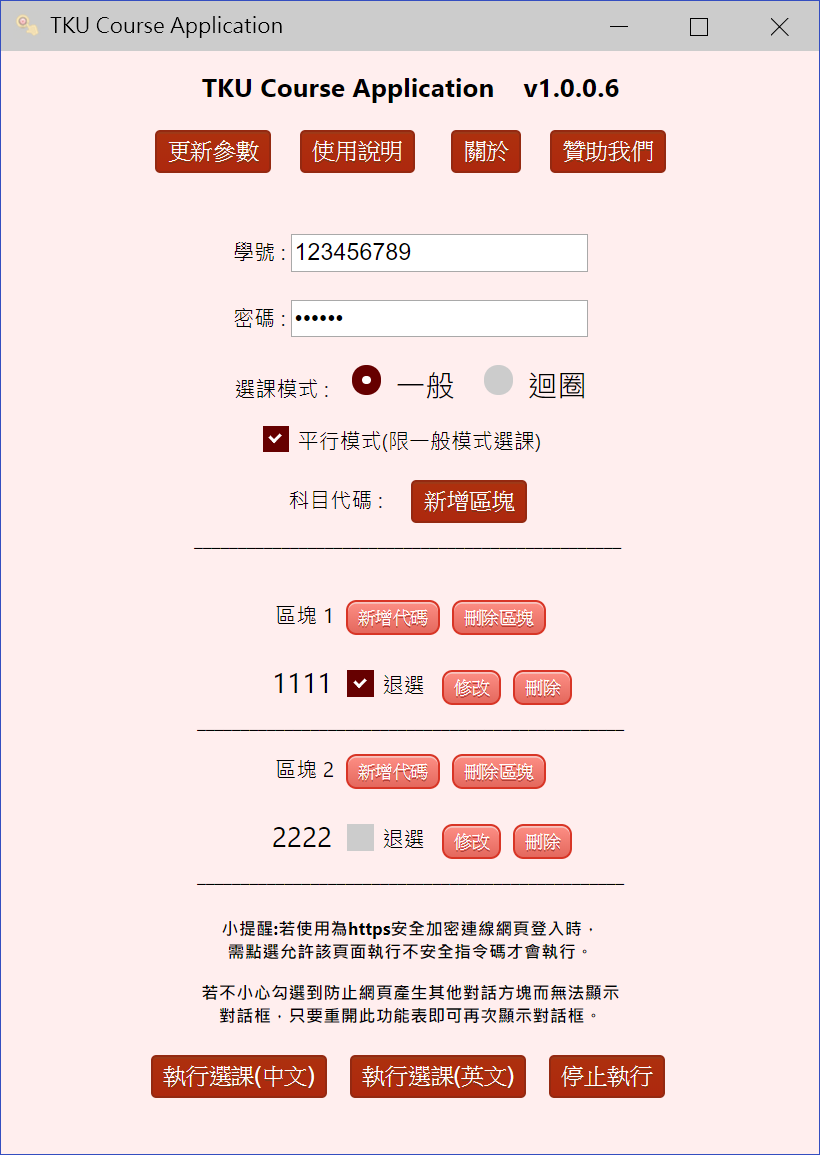 TKU Course Application
TKU Course Application v1.0.0.6
更新參數 使用說明 關於 贊助我們
學號 : 123456789
密碼 : ••••••
選課模式 : 一般 迴圈
平行模式(限一般模式選課)
科目代碼 : 新增區塊
區塊 1 新增代碼 刪除區塊
1111 退選 修改 刪除
區塊 2 新增代碼 刪除區塊
2222 退選 修改 刪除
小提醒:若使用為https安全加密連線網頁登入時，
需點選允許該頁面執行不安全指令碼才會執行。
若不小心勾選到防止網頁產生其他對話方塊而無法顯示
對話框，只要重開此功能表即可再次顯示對話框。
執行選課(中文) 執行選課(英文) 停止執行